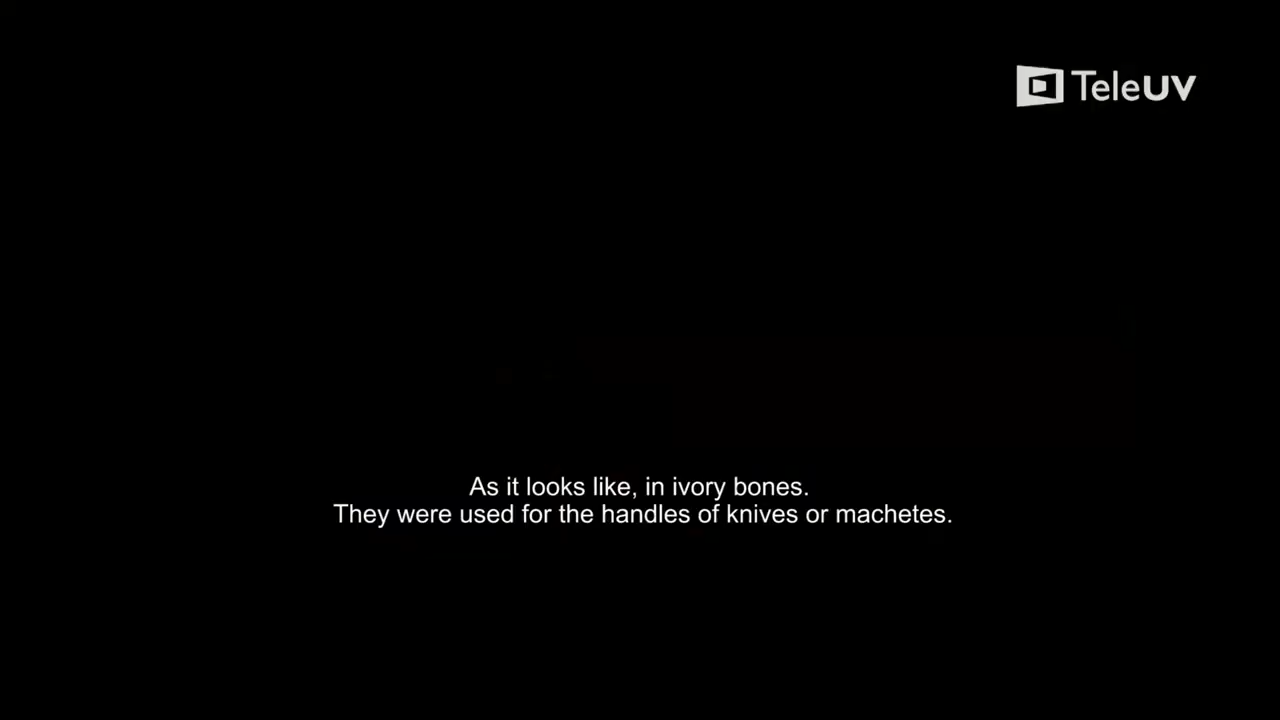 TeleUV
As it looks like, in ivory bones.
They were used for the handles of knives or machetes.